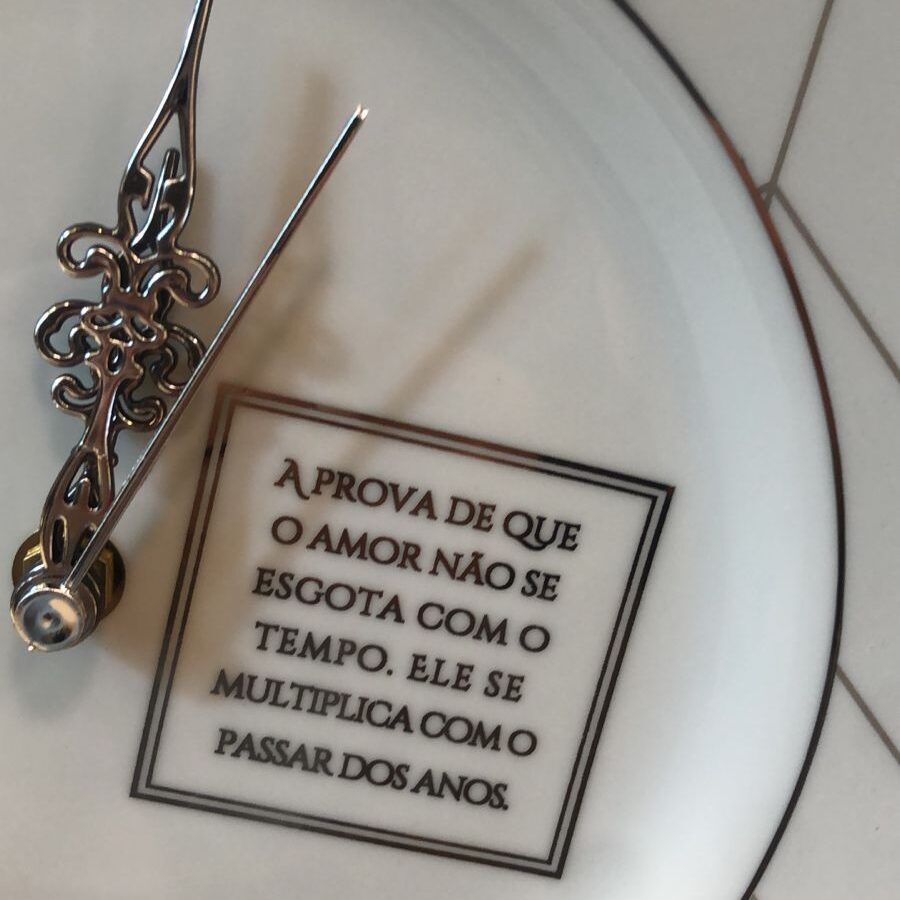 A PROVA DE QUE
O AMOR NÃO SE
ESGOTA COM O
TEMPO. ELE SE
MULTIPLICA COM O
PASSAR DOS ANOS.